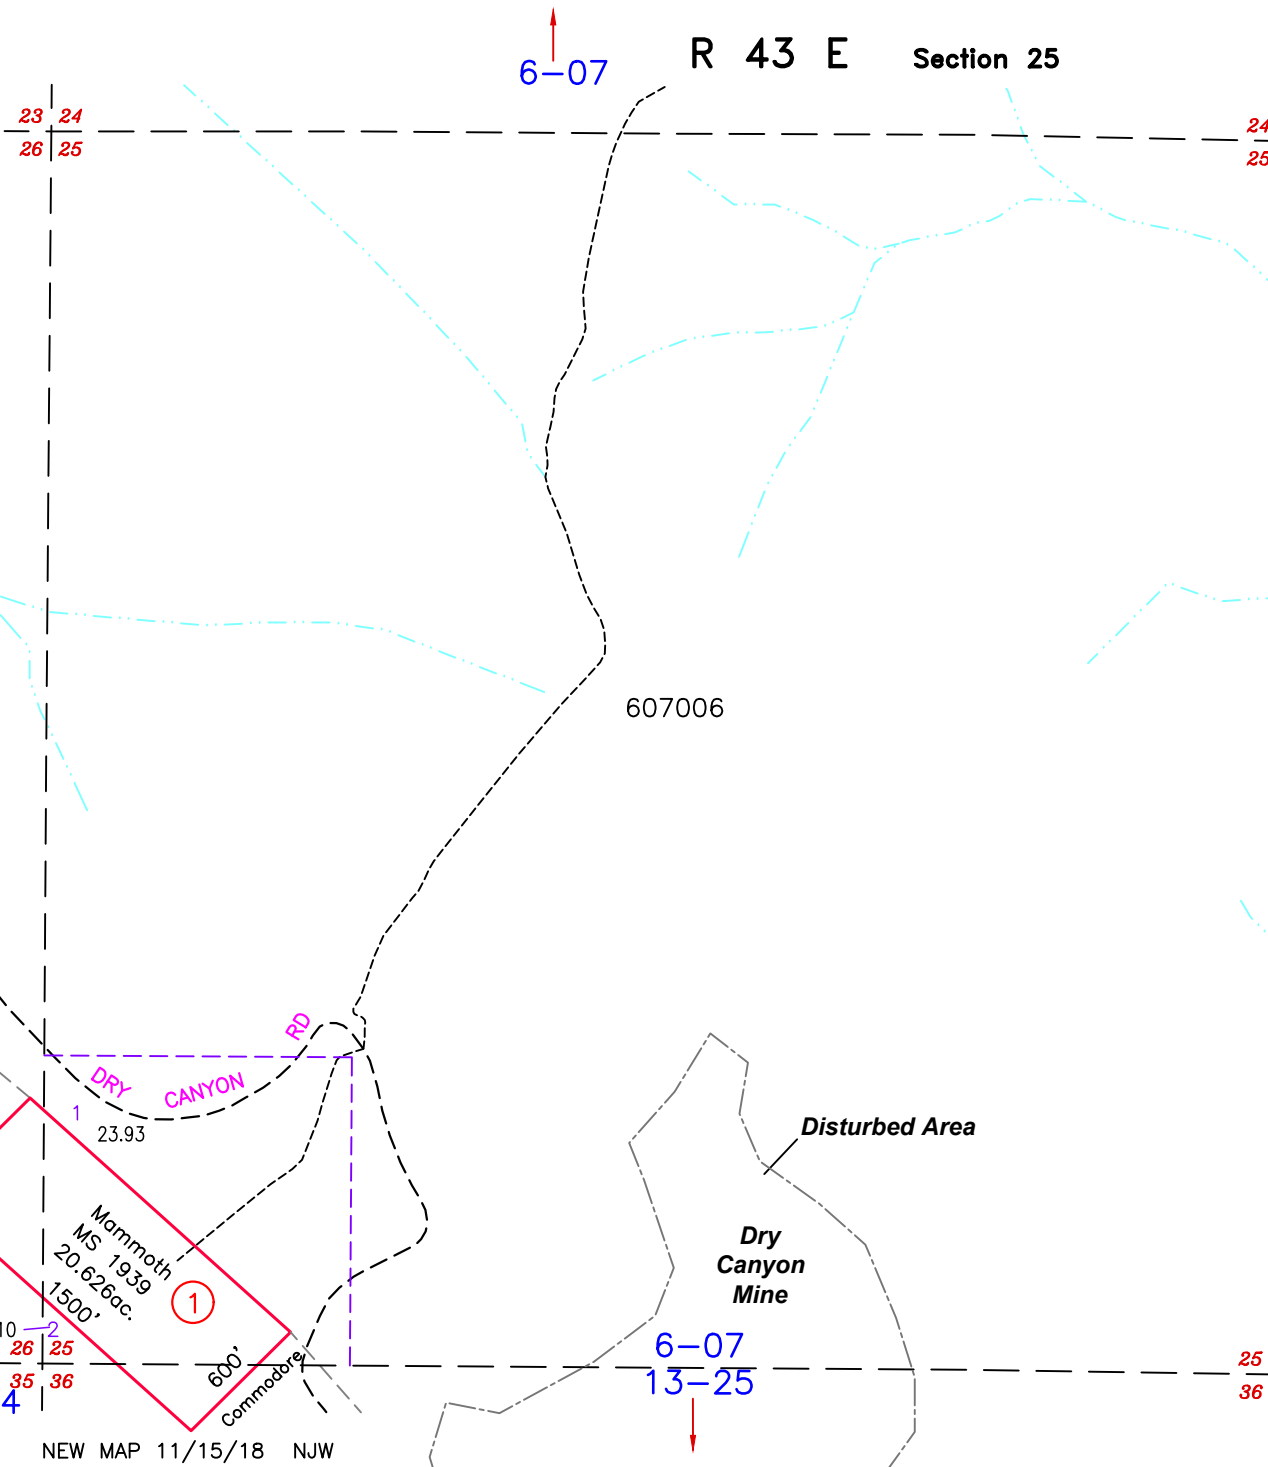 R 43 E Section 25
6-07
23 24
26 25
24
25
607006
DRY CANYON RD
1
23.93
Disturbed Area
Mammoth
MS 1939
20.626ac.
1500'
1
Dry
Canyon
Mine
10 2
26 25
35 36
600'
Commodore
6-07
13-25
25
36
4
NEW MAP 11/15/18 NJW